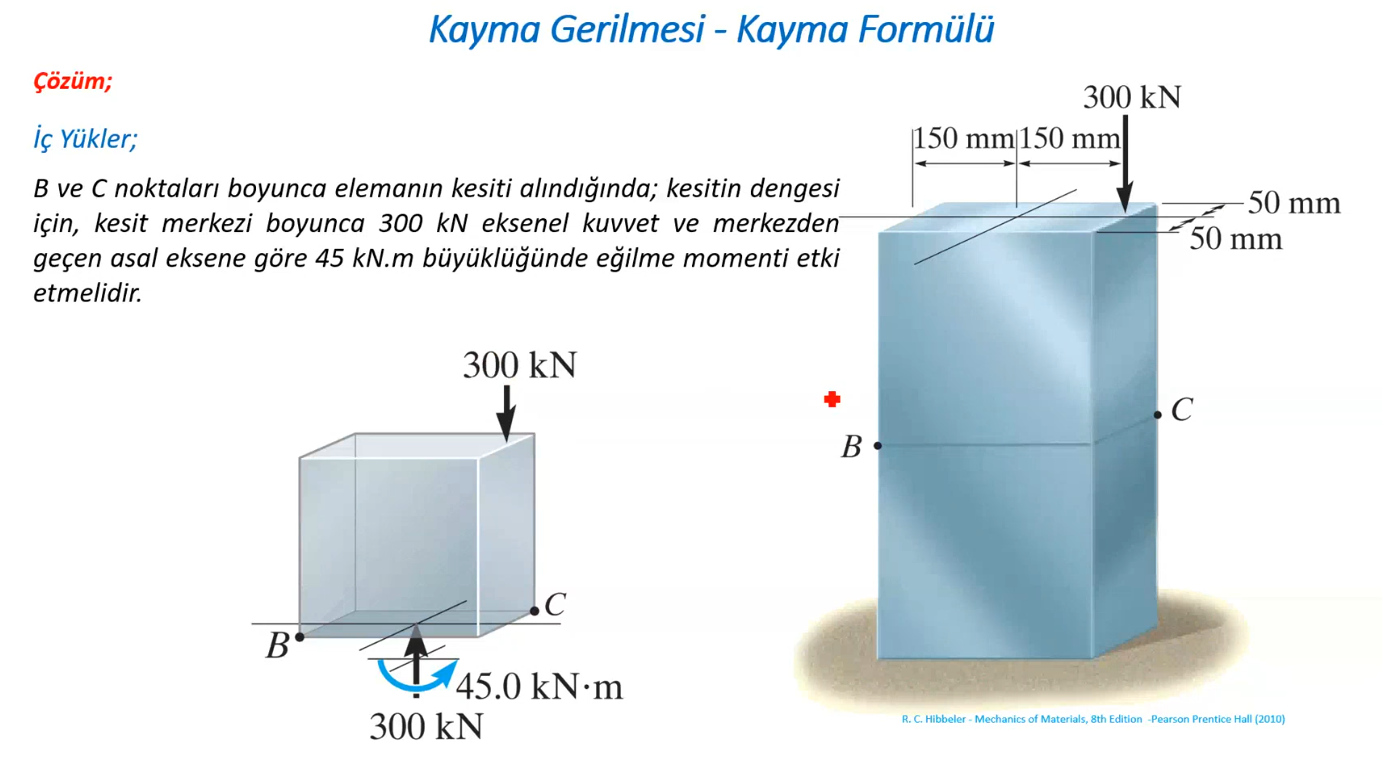 Kayma Gerilmesi - Kayma Formülü
Çözüm;
İç Yükler;
B ve C noktaları boyunca elemanın kesiti alındığında; kesitin dengesi
için, kesit merkezi boyunca 300 kN eksenel kuvvet ve merkezden
geçen asal eksene göre 45 kN.m büyüklüğünde eğilme momenti etki
etmelidir.
300 kN
150 mm 150 mm
50 mm
50 mm
C
B
300 kN
C
B
45.0 kN·m
300 kN
R. C. Hibbeler - Mechanics of Materials, 8th Edition -Pearson Prentice Hall (2010)